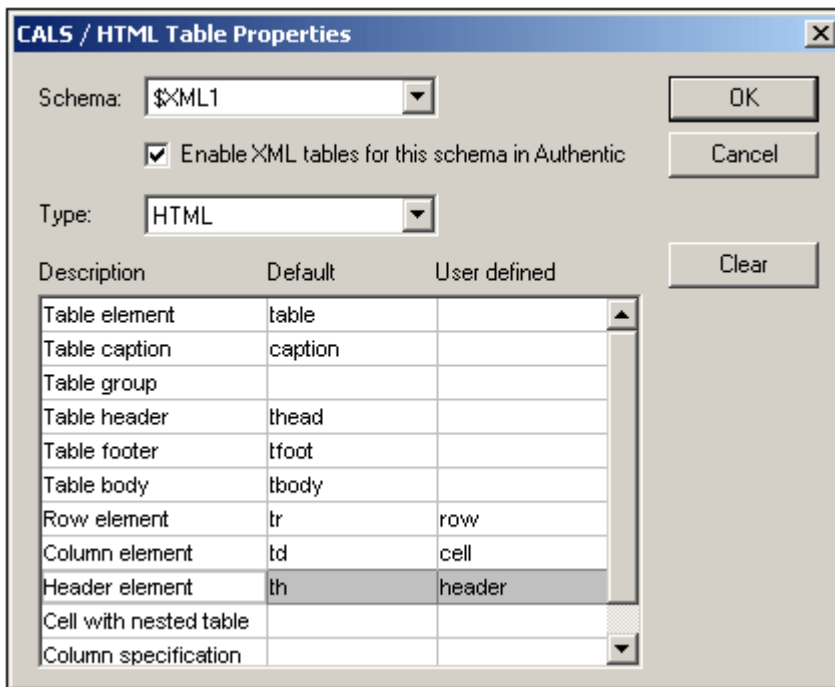 CALS / HTML Table Properties
Schema: $XML1 OK
Enable XML tables for this schema in Authentic Cancel
Type: HTML
Clear
Description Default User defined
Table element table
Table caption caption
Table group
Table header thead
Table footer tfoot
Table body tbody
Row element tr row
Column element td cell
Header element th header
Cell with nested table
Column specification